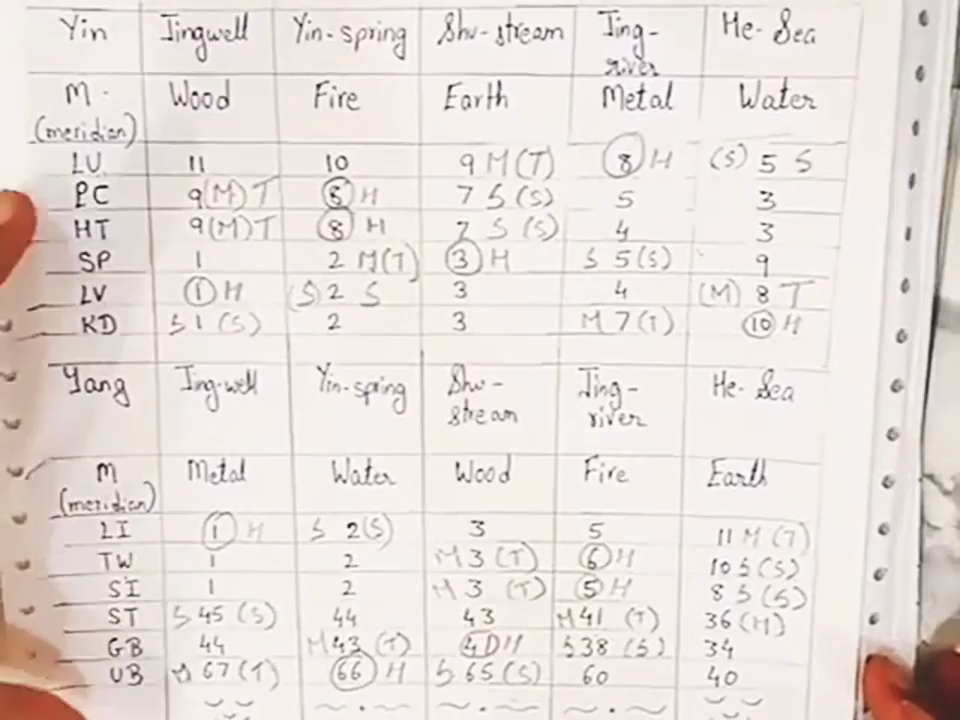 Yin Jingwell Yin-spring Shu-stream Jing-river He-Sea
M. (meridian) Wood Fire Earth Metal Water
LU 11 10 9 M(T) 8 H (S) 5 S
PC 9(M)T 8 H 7 S(S) 5 3
HT 9(M)T 8 H 7 S (S) 4 3
SP 1 2 M(T) 3 H S 5(S) 9
LV 1 H (S) 2 S 3 4 (M) 8 T
KD S 1 (S) 2 3 M 7(T) 10 H
Yang Jing-well Yin-spring Shu-stream Jing-river He-Sea
M (meridian) Metal Water Wood Fire Earth
LI 1 H S 2(S) 3 5 11 M (T)
TW 1 2 M 3 (T) 6 H 10 S(S)
SI 1 2 M 3 (T) 5 H 8 S(S)
ST S 45 (S) 44 43 M 41 (T) 36 (H)
GB 44 M 43 (T) H S 38 (S) 34
UB M 67 (T) 66 H S 65(S) 60 40